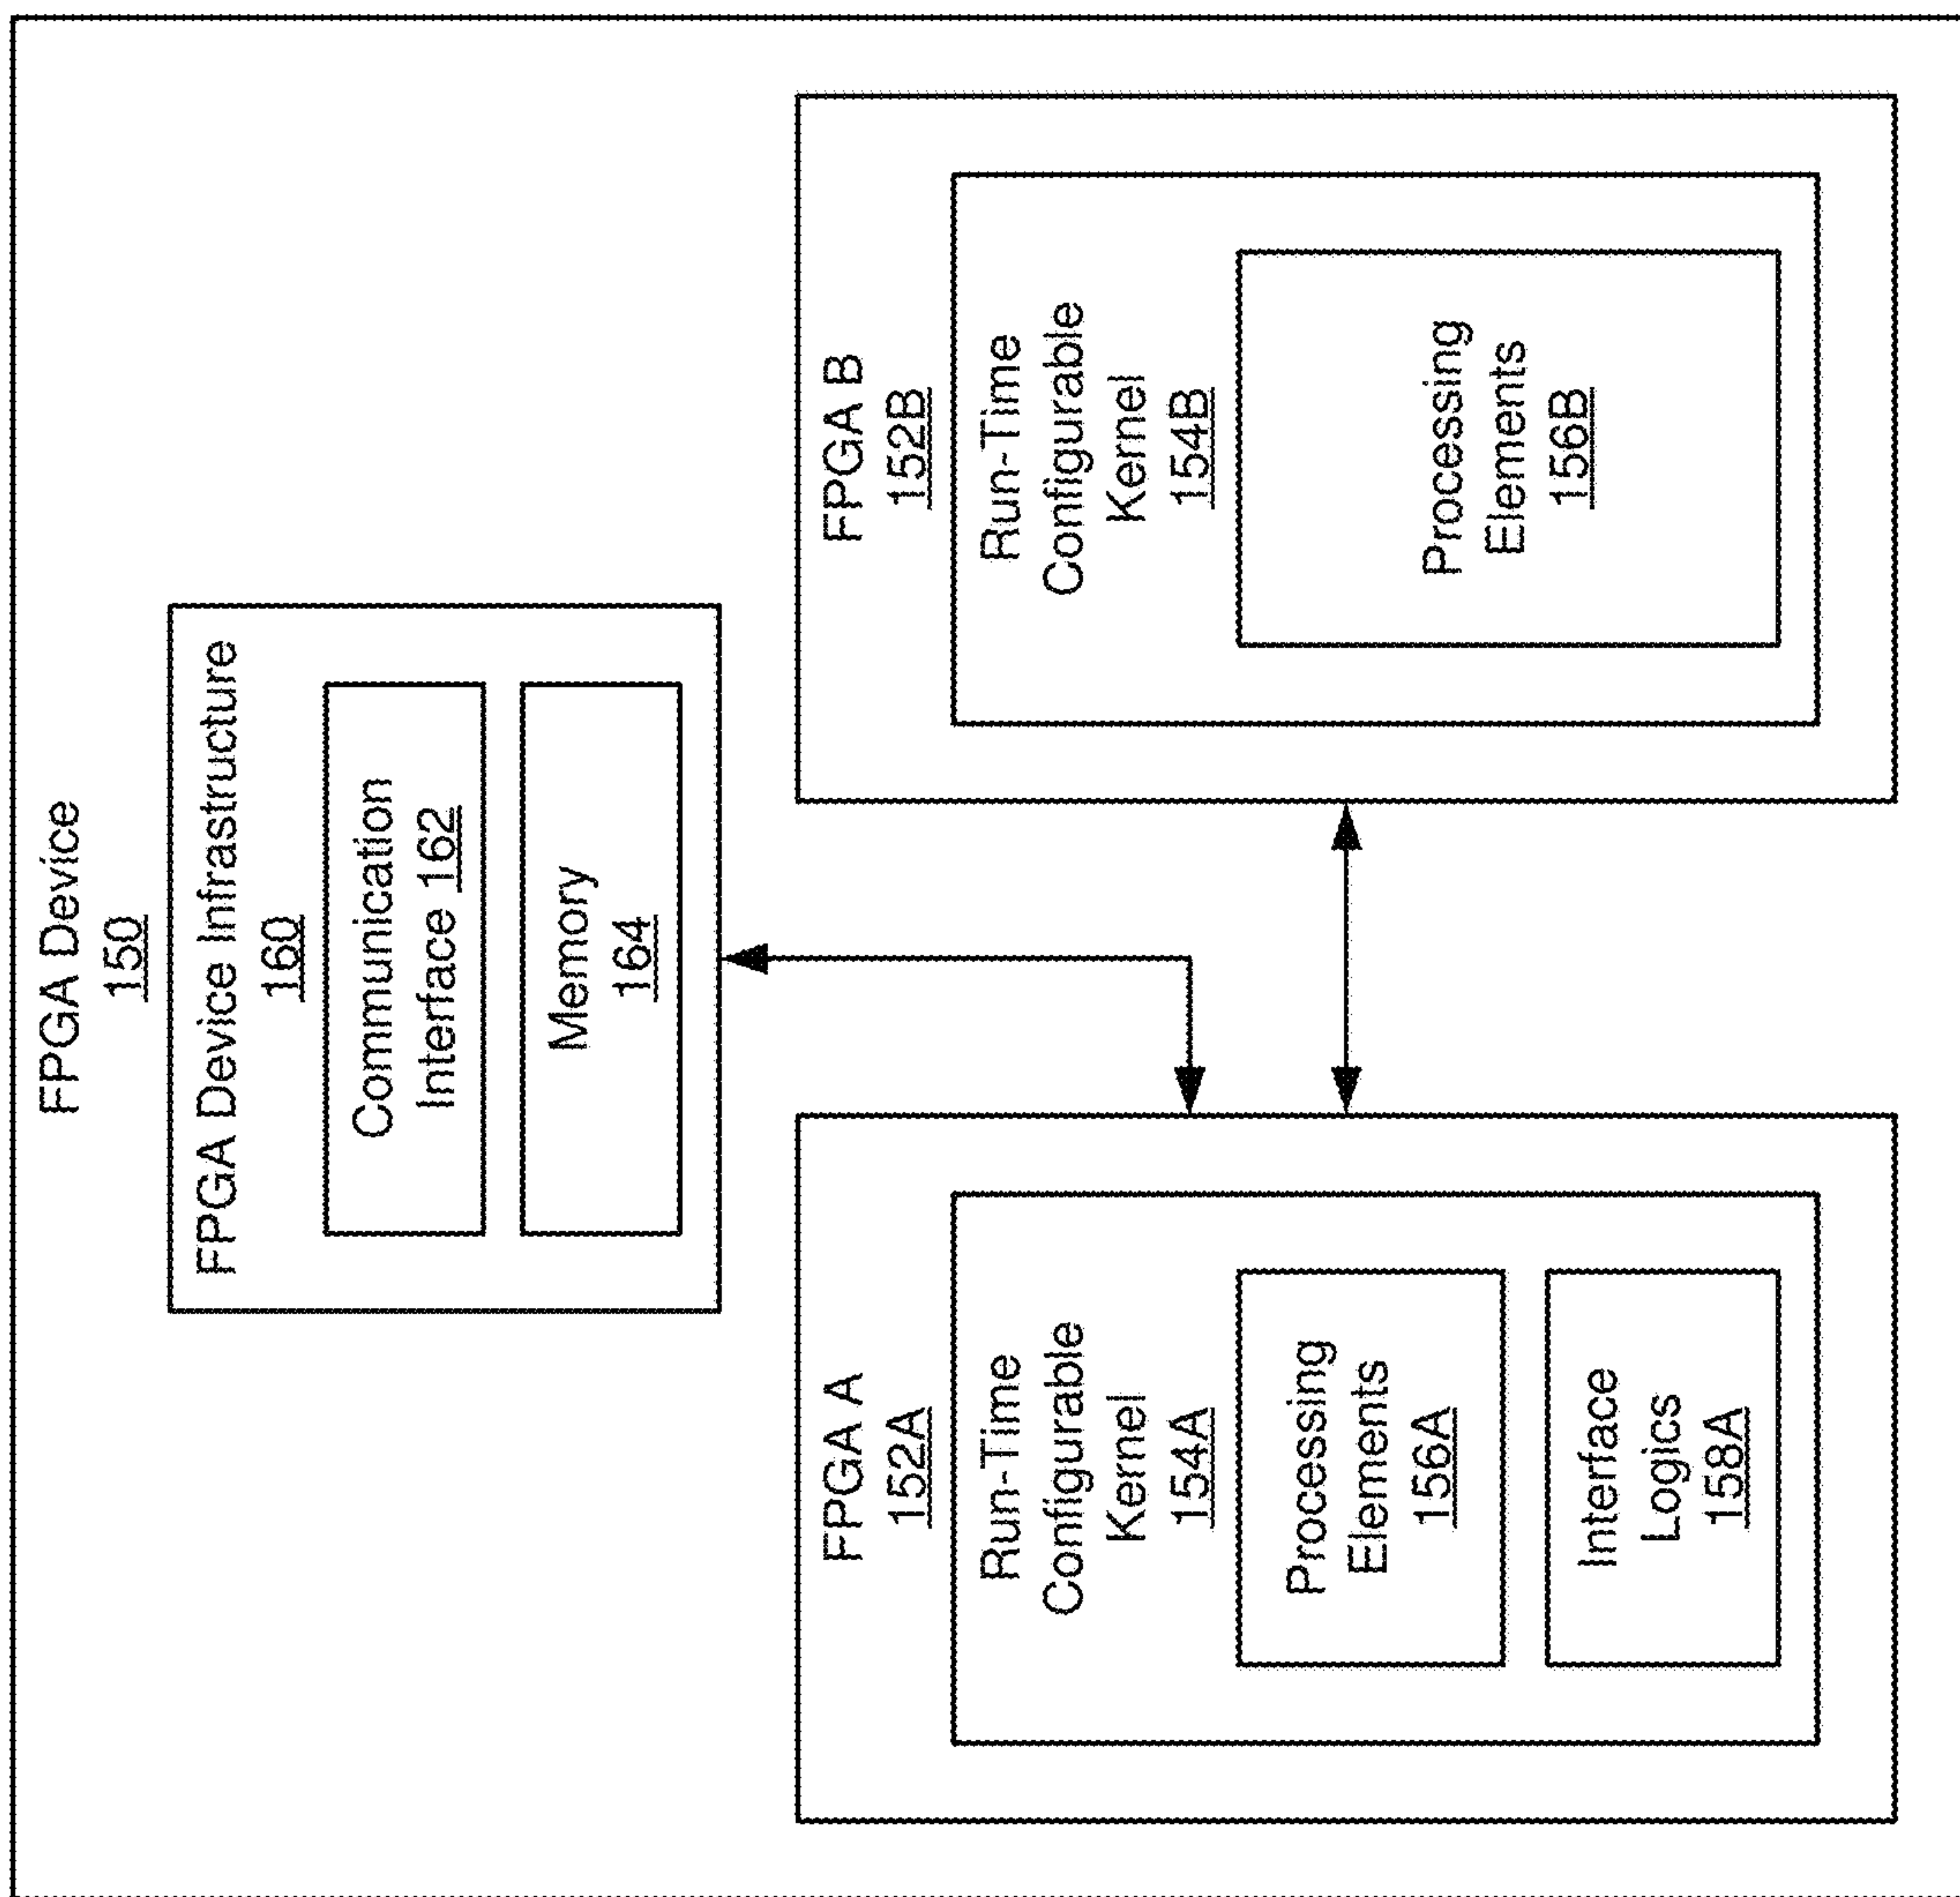 FPGA Device
150
FPGA Device Infrastructure
160
Communication
Interface 162
Memory
164
FPGA A
152A
Run-Time
Configurable
Kernel
154A
Processing
Elements
156A
Interface
Logics
158A
FPGA B
152B
Run-Time
Configurable
Kernel
154B
Processing
Elements
156B